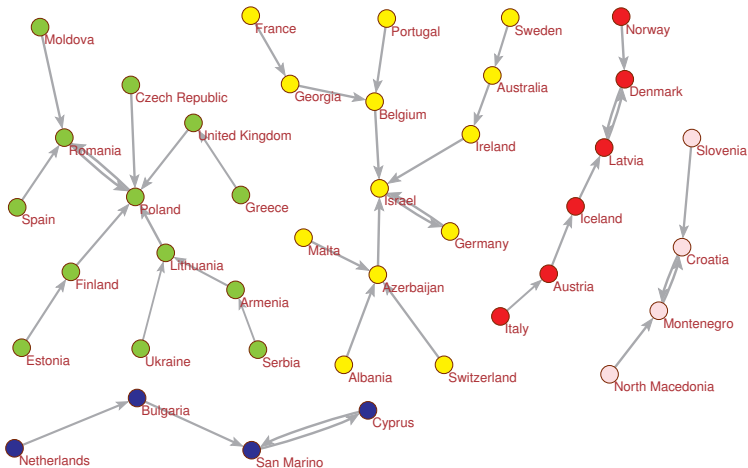 France
Portugal
Sweden
Norway
Moldova
Georgia
Australia
Denmark
Czech Republic
Belgium
United Kingdom
Ireland
Romania
Latvia
Slovenia
Spain
Poland
Greece
Israel
Iceland
Germany
Malta
Lithuania
Croatia
Finland
Azerbaijan
Austria
Armenia
Italy
Montenegro
Estonia
Ukraine
Serbia
Albania
Switzerland
North Macedonia
Bulgaria
Cyprus
Netherlands
San Marino